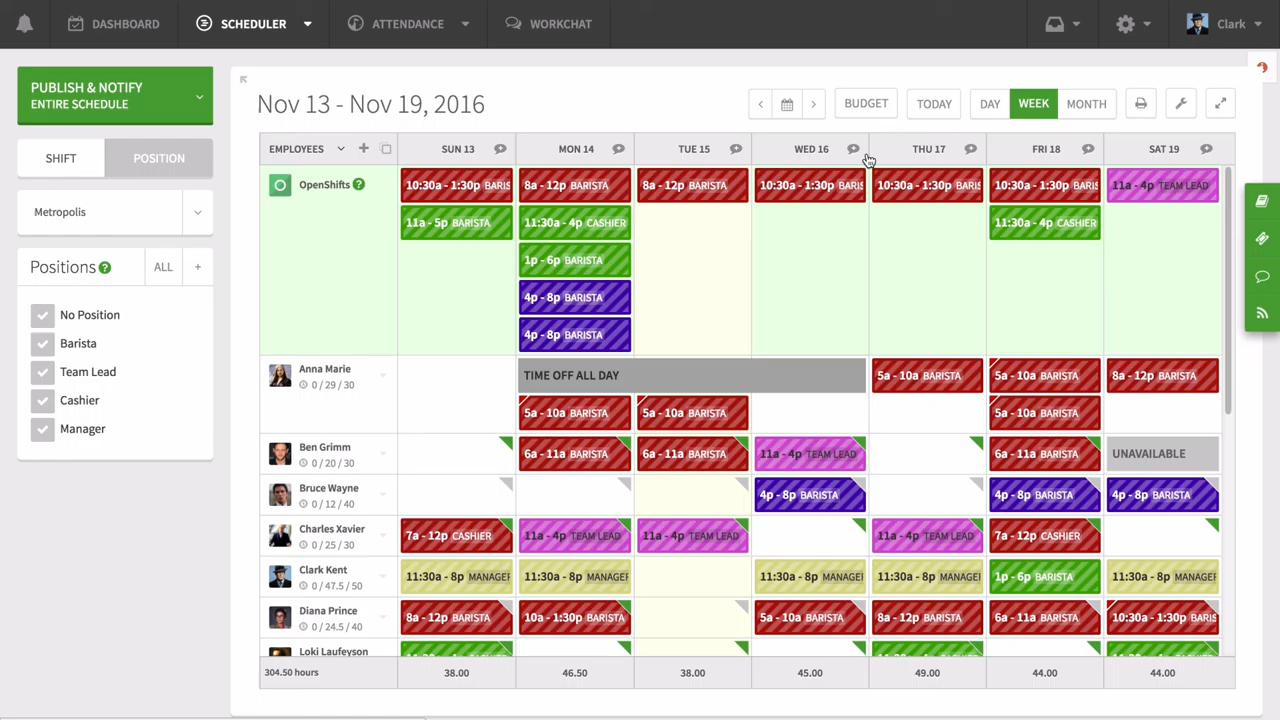 DASHBOARD SCHEDULER ATTENDANCE WORKCHAT Clark
PUBLISH & NOTIFY
ENTIRE SCHEDULE
SHIFT POSITION
Metropolis
Positions ? ALL +
No Position
Barista
Team Lead
Cashier
Manager
Nov 13 - Nov 19, 2016
BUDGET TODAY DAY WEEK MONTH
EMPLOYEES + SUN 13 MON 14 TUE 15 WED 16 THU 17 FRI 18 SAT 19
OpenShifts ? 10:30a - 1:30p BARIS 8a - 12p BARISTA 8a - 12p BARISTA 10:30a - 1:30p BARIS 10:30a - 1:30p BARIS 10:30a - 1:30p BARIS 11a - 4p TEAM LEAD
11a - 5p BARISTA 11:30a - 4p CASHIER 11:30a - 4p CASHIER
1p - 6p BARISTA
4p - 8p BARISTA
4p - 8p BARISTA
Anna Marie TIME OFF ALL DAY 5a - 10a BARISTA 5a - 10a BARISTA 8a - 12p BARISTA
0 / 29 / 30
5a - 10a BARISTA 5a - 10a BARISTA 5a - 10a BARISTA
Ben Grimm 6a - 11a BARISTA 6a - 11a BARISTA 11a - 4p TEAM LEAD 6a - 11a BARISTA UNAVAILABLE
0 / 20 / 30
Bruce Wayne 4p - 8p BARISTA 4p - 8p BARISTA 4p - 8p BARISTA
0 / 12 / 40
Charles Xavier 7a - 12p CASHIER 11a - 4p TEAM LEAD 11a - 4p TEAM LEAD 11a - 4p TEAM LEAD 7a - 12p CASHIER
0 / 25 / 30
Clark Kent 11:30a - 8p MANAGER 11:30a - 8p MANAGER 11:30a - 8p MANAGER 11:30a - 8p MANAGER 1p - 6p BARISTA 11:30a - 8p MANAGER
0 / 47.5 / 50
Diana Prince 8a - 12p BARISTA 10a - 1:30p BARISTA 5a - 10a BARISTA 8a - 12p BARISTA 6a - 11a BARISTA 10:30a - 1:30p BARIS
0 / 24.5 / 40
Loki Laufeyson
304.50 hours 38.00 46.50 38.00 45.00 49.00 44.00 44.00